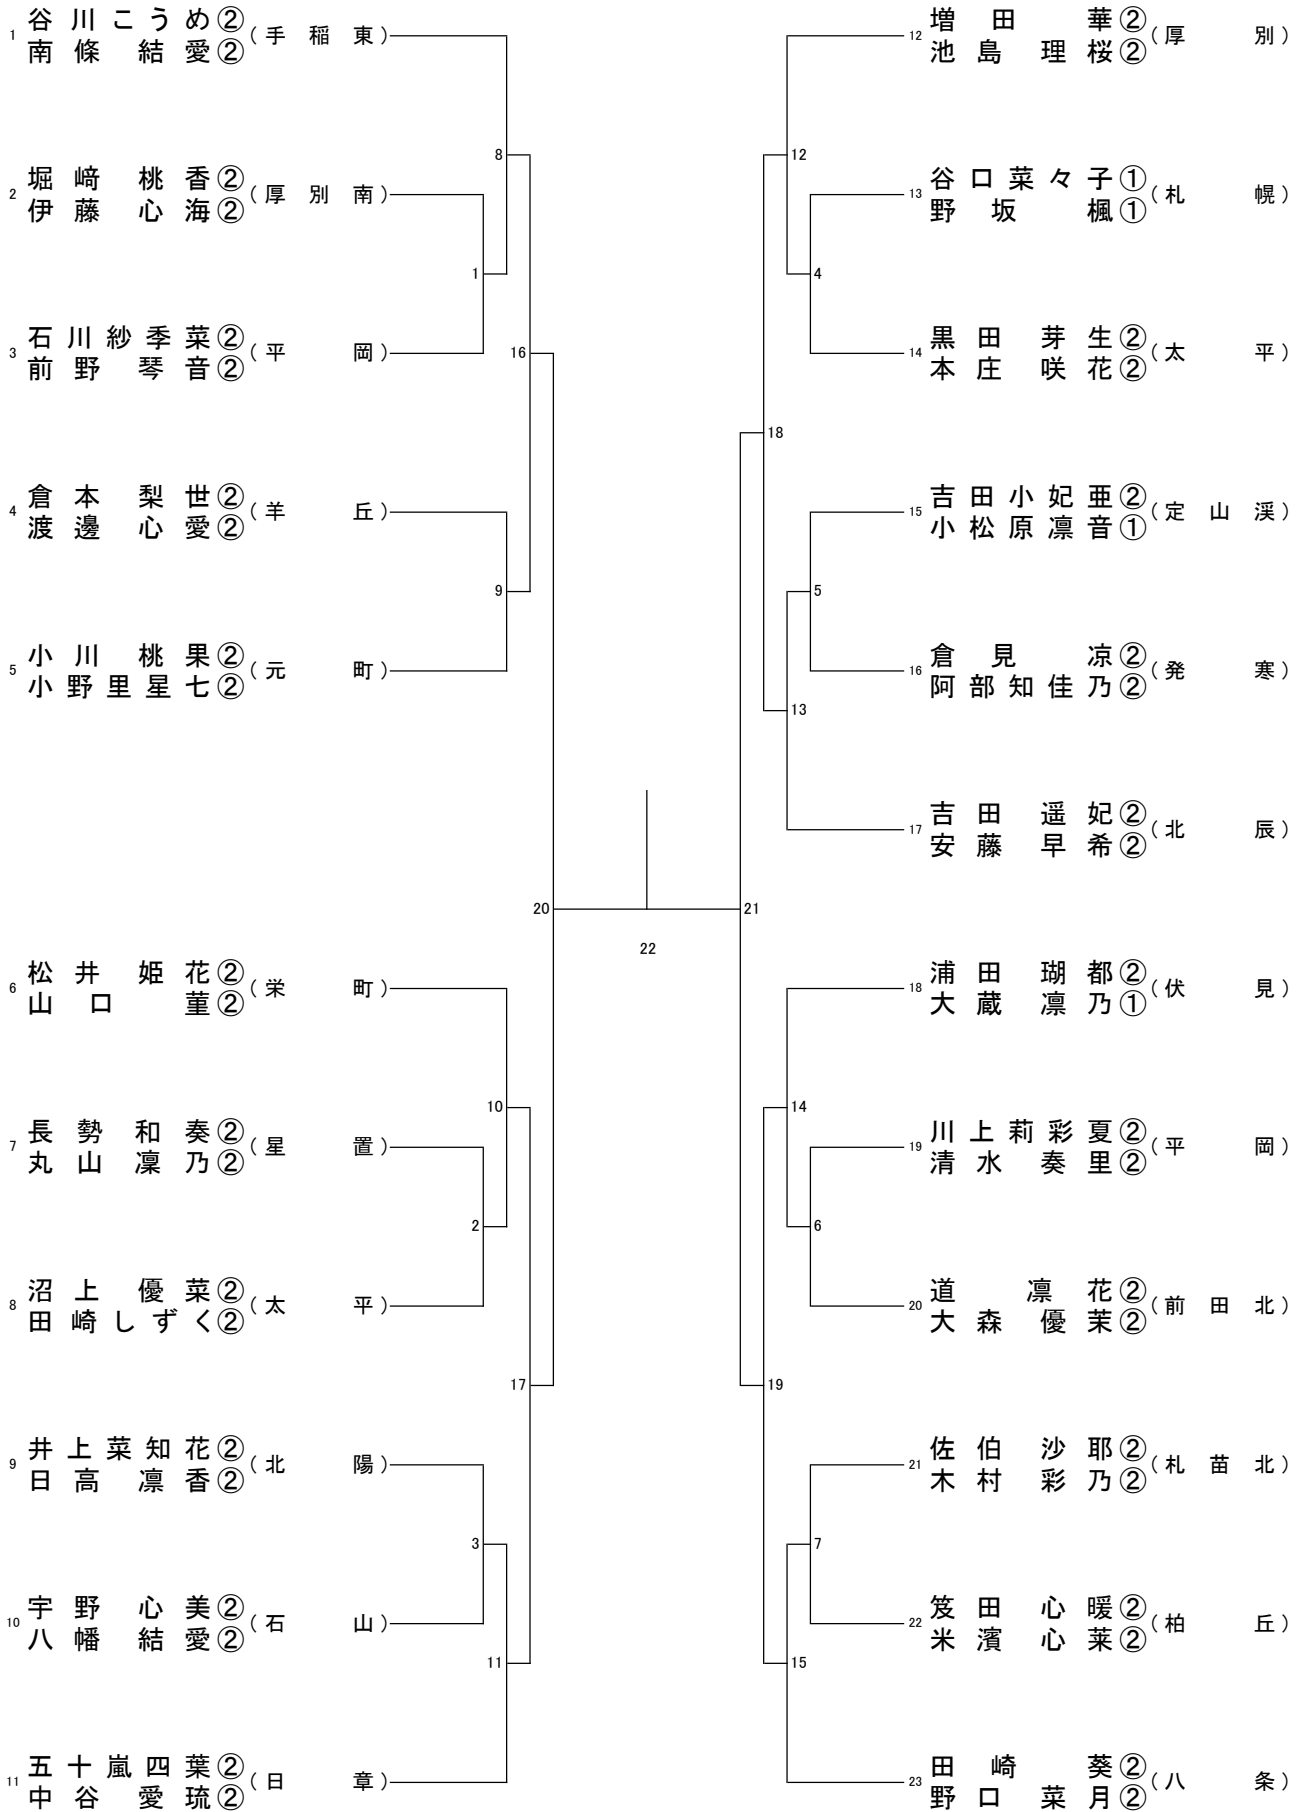 1 谷川こうめ② (手稲東)
南條結愛②
2 堀﨑桃香② (厚別南)
伊藤心海②
3 石川紗季菜② (平岡)
前野琴音②
4 倉本梨世② (羊丘)
渡邊心愛②
5 小川桃果② (元町)
小野里星七②
6 松井姫花② (栄町)
山口菫②
7 長勢和奏② (星置)
丸山凜乃②
8 沼上優菜② (太平)
田崎しずく②
9 井上菜知花② (北陽)
日高凛香②
10 宇野心美② (石山)
八幡結愛②
11 五十嵐四葉② (日章)
中谷愛琉②
8
1
16
9
20
10
2
17
3
11
22
12
4
18
5
13
21
14
6
19
7
15
12 増田華② (厚別)
池島理桜②
13 谷口菜々子① (札幌)
野坂楓①
14 黒田芽生② (太平)
本庄咲花②
15 吉田小妃亜② (定山渓)
小松原凛音①
16 倉見凉② (発寒)
阿部知佳乃②
17 吉田遥妃② (北辰)
安藤早希②
18 浦田瑚都② (伏見)
大蔵凛乃①
19 川上莉彩夏② (平岡)
清水奏里②
20 道凛花② (前田北)
大森優茉②
21 佐伯沙耶② (札苗北)
木村彩乃②
22 笈田心暖② (柏丘)
米濱心菜②
23 田崎葵② (八条)
野口菜月②